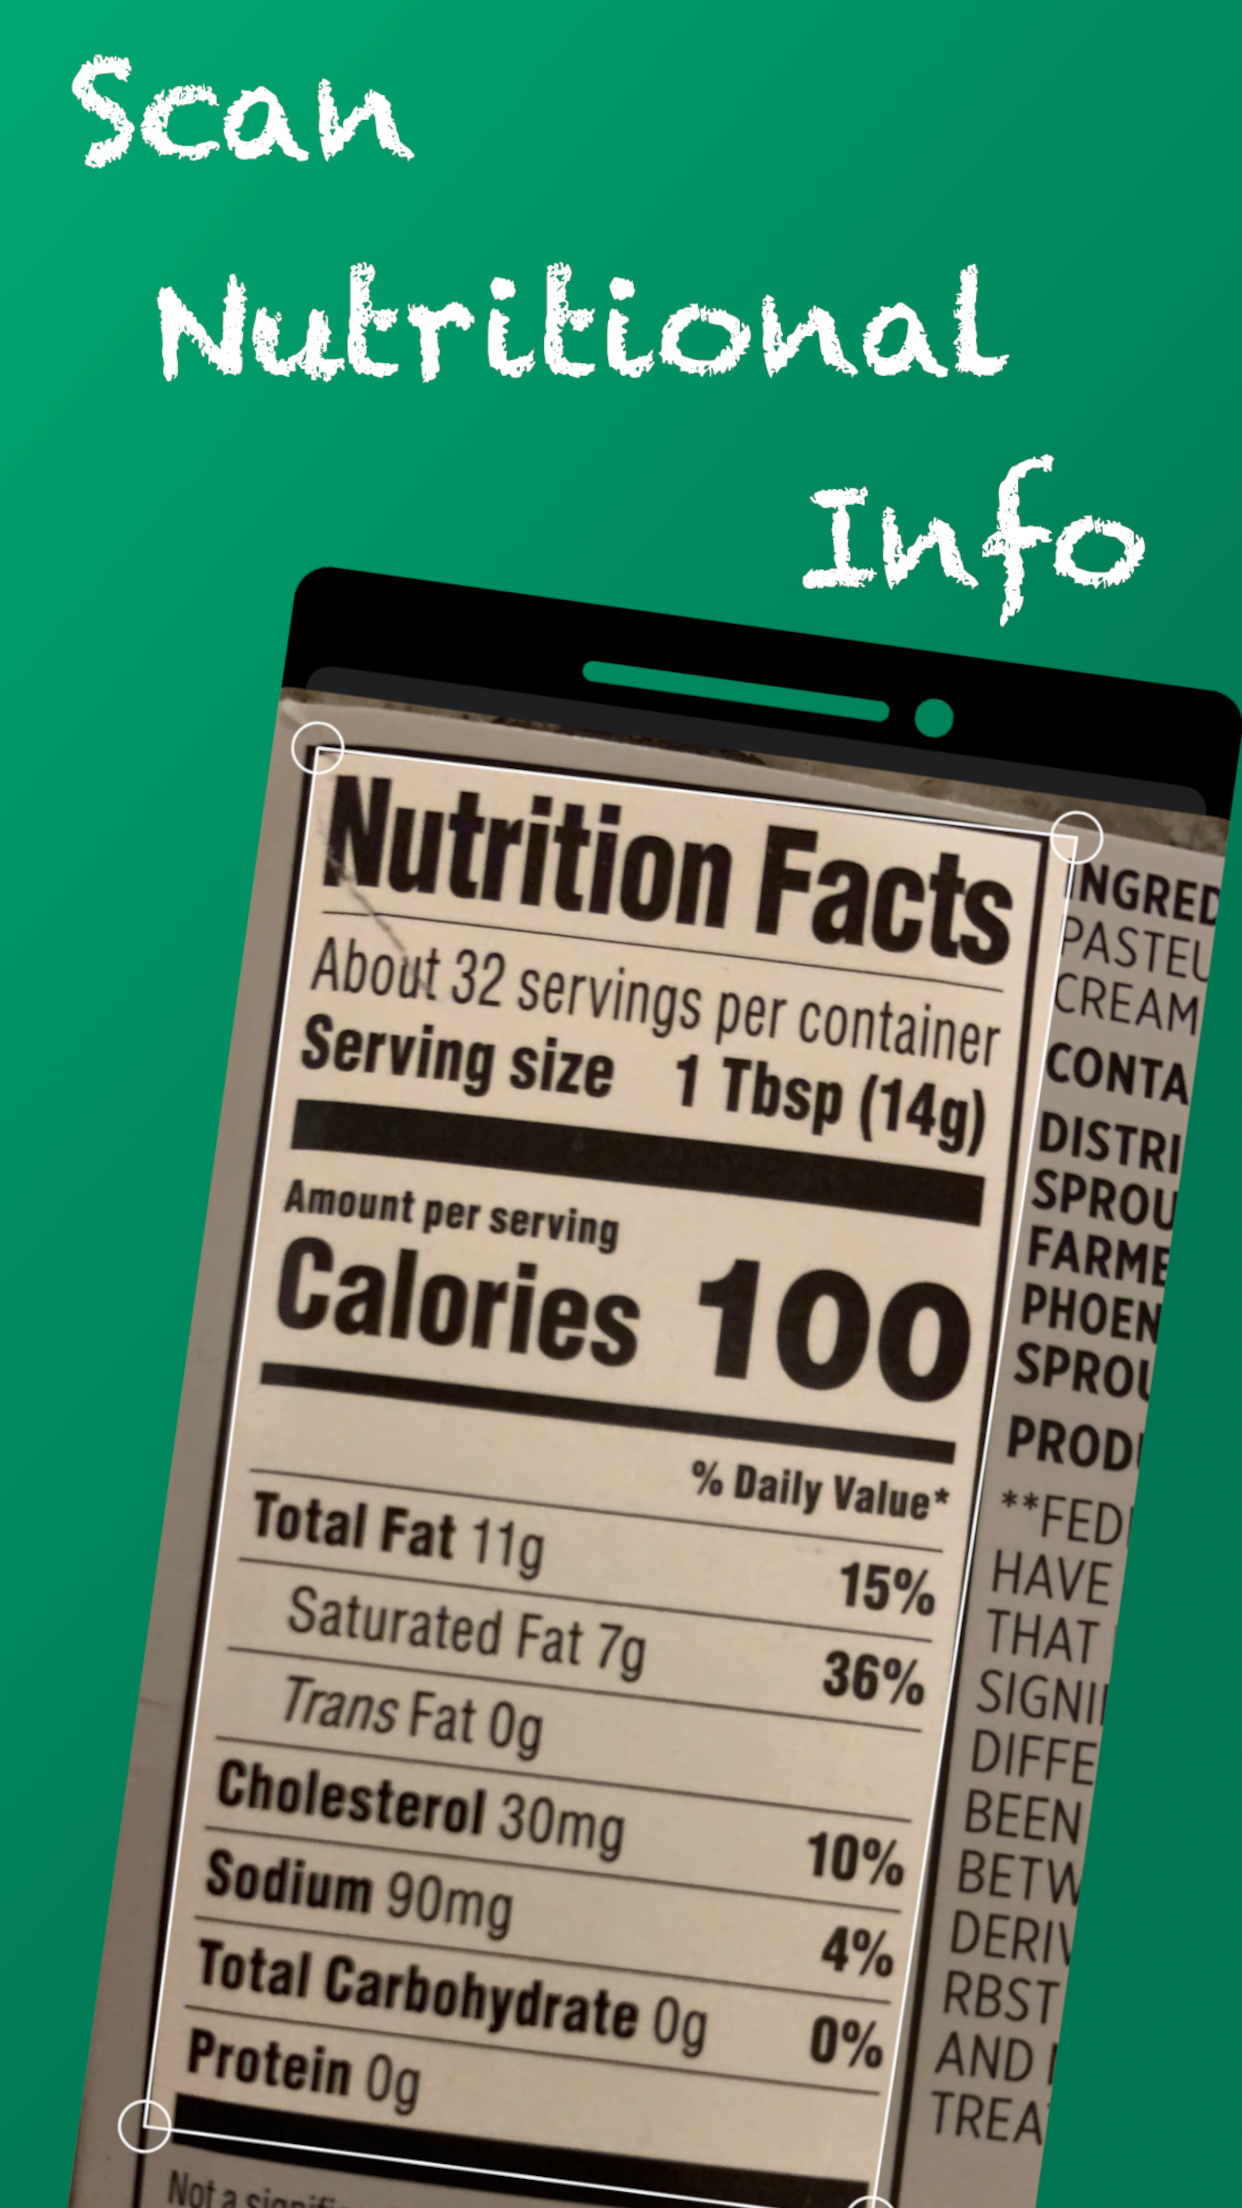 Scan
Nutritional
Info
Nutrition Facts
About 32 servings per container
Serving size 1 Tbsp (14g)
Amount per serving
Calories 100
% Daily Value*
Total Fat 11g 15%
Saturated Fat 7g 36%
Trans Fat 0g
Cholesterol 30mg 10%
Sodium 90mg 4%
Total Carbohydrate 0g 0%
Protein 0g
Not a
INGRED
PASTEU
CREAM
CONTA
DISTRI
SPROU
FARME
PHOEN
SPROU
PRODU
**FED
HAVE
THAT
SIGNI
DIFFE
BEEN
BETW
DERIV
RBST
AND
TREA